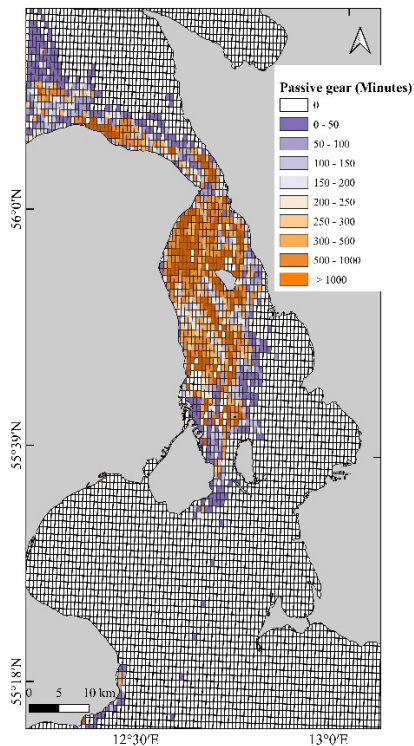 Passive gear (Minutes)
0
0 - 50
50 - 100
100 - 150
150 - 200
200 - 250
250 - 300
300 - 500
500 - 1000
> 1000
56°0'N
55°39'N
55°18'N
0 5 10 km
12°30'E 13°0'E